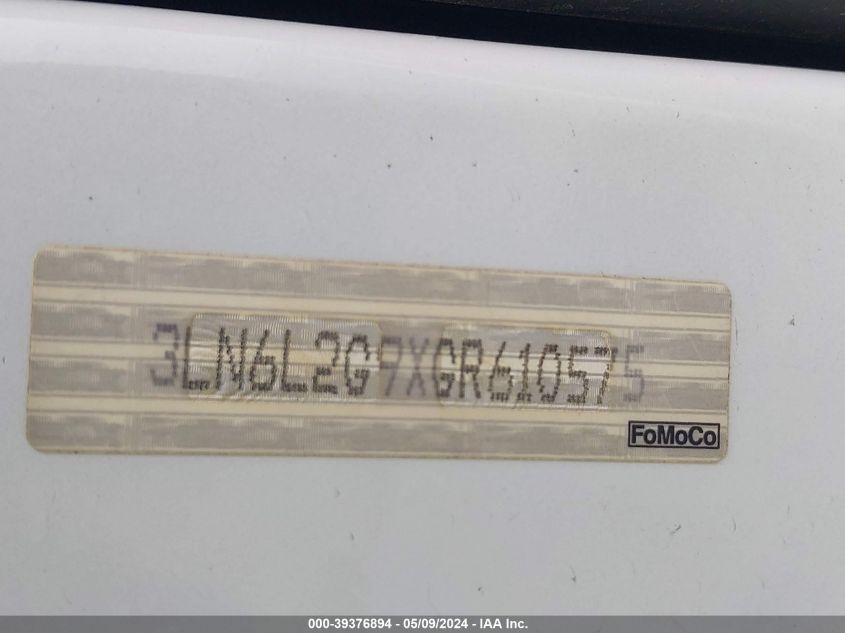 3LN6L2G9XGR610575
FoMoCo
000-39376894 - 05/09/2024 - IAA Inc.